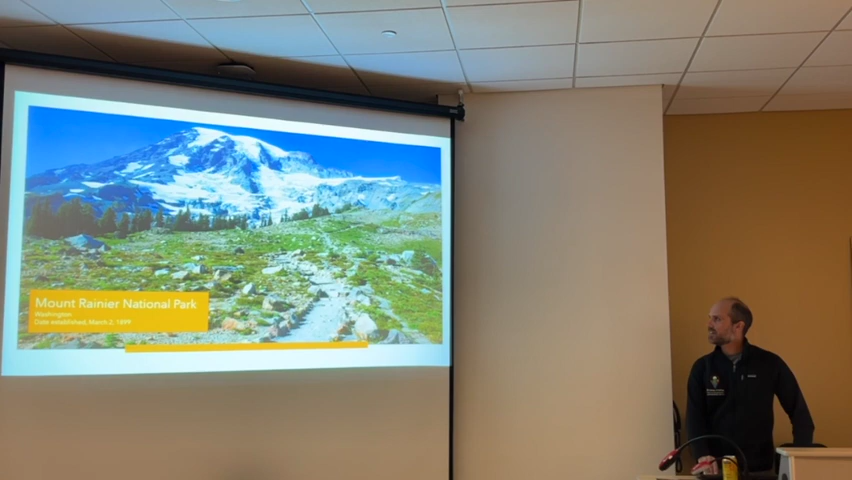 Mount Rainier National Park
Washington
Date established, March 2, 1899